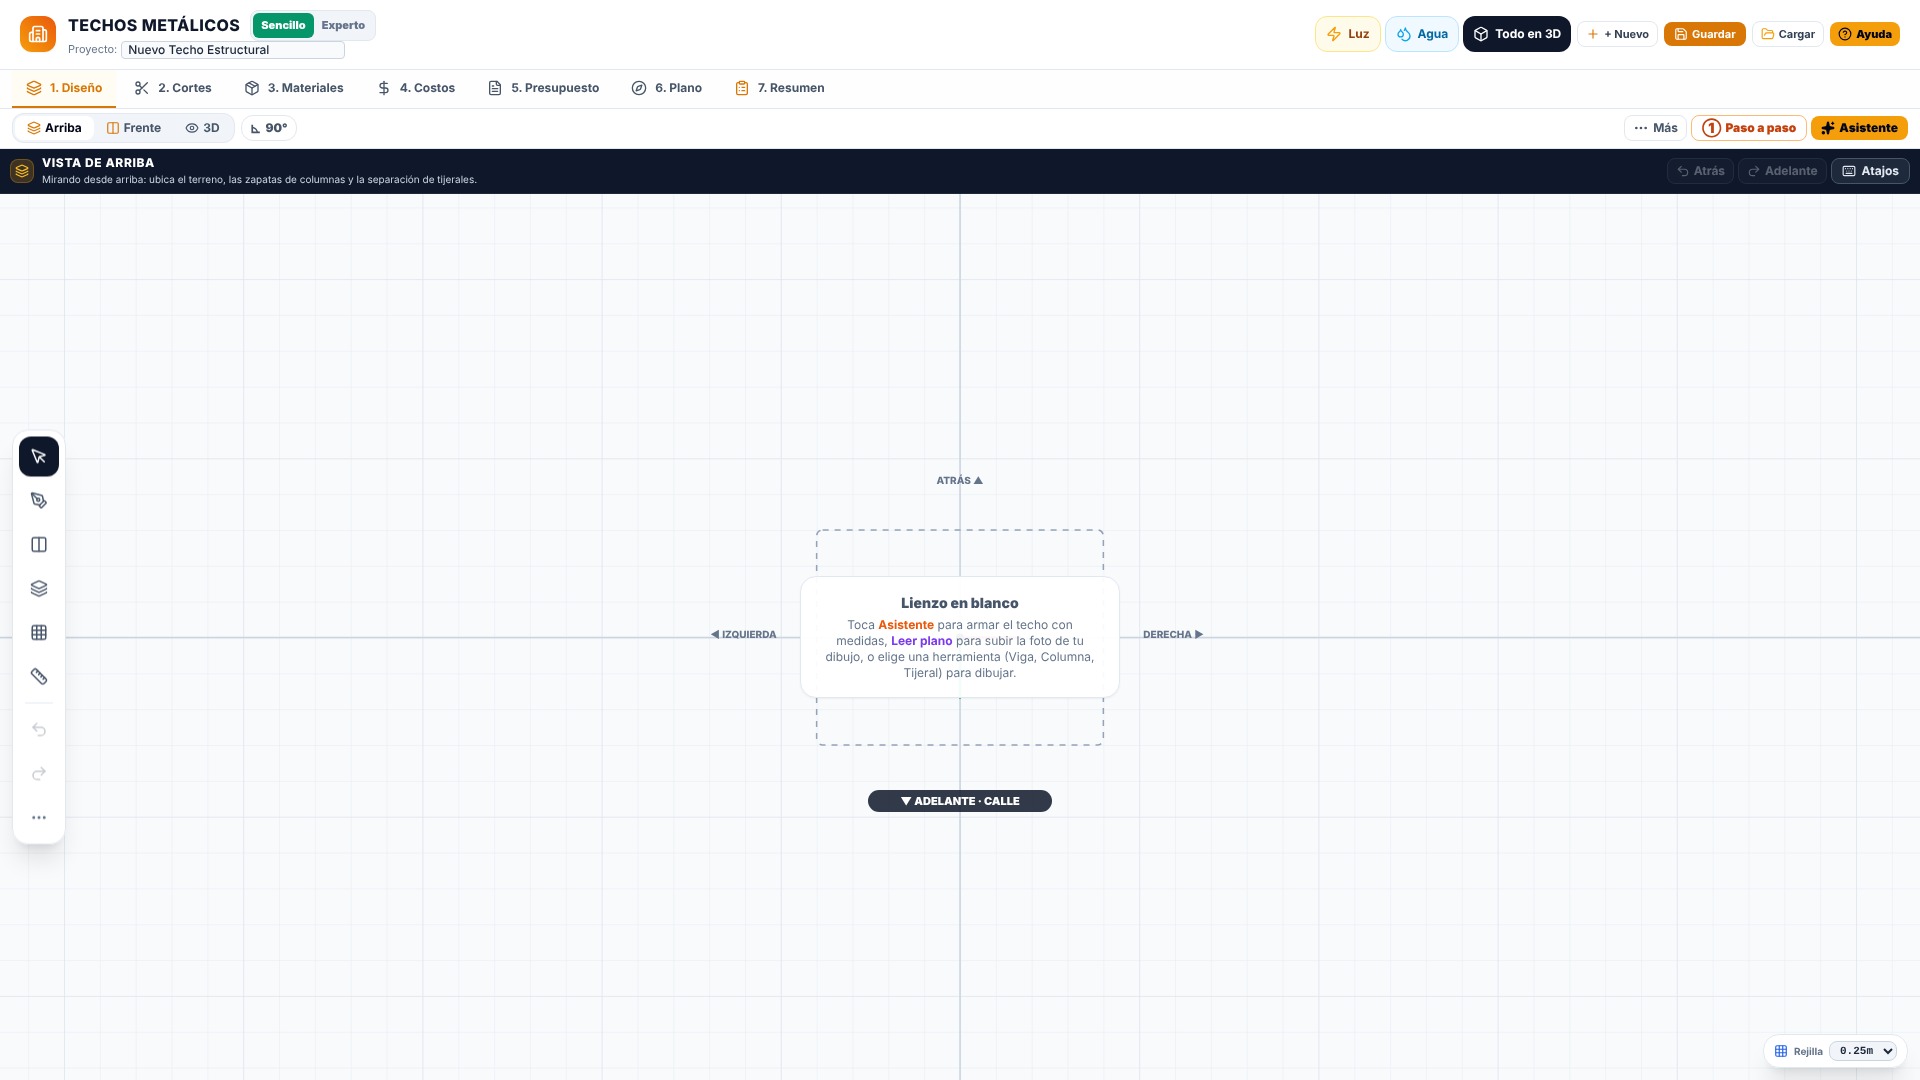 TECHOS METÁLICOS
Sencillo
Experto
Proyecto:
Nuevo Techo Estructural
Luz
Agua
Todo en 3D
+ Nuevo
Guardar
Cargar
Ayuda
1. Diseño
2. Cortes
3. Materiales
4. Costos
5. Presupuesto
6. Plano
7. Resumen
Arriba
Frente
3D
90°
Más
1 Paso a paso
Asistente
VISTA DE ARRIBA
Mirando desde arriba: ubica el terreno, las zapatas de columnas y la separación de tijerales.
Atrás
Adelante
Atajos
ATRÁS ▲
◀ IZQUIERDA
DERECHA ▶
Lienzo en blanco
Toca Asistente para armar el techo con
medidas, Leer plano para subir la foto de tu
dibujo, o elige una herramienta (Viga, Columna,
Tijeral) para dibujar.
▼ ADELANTE · CALLE
Rejilla
0.25m